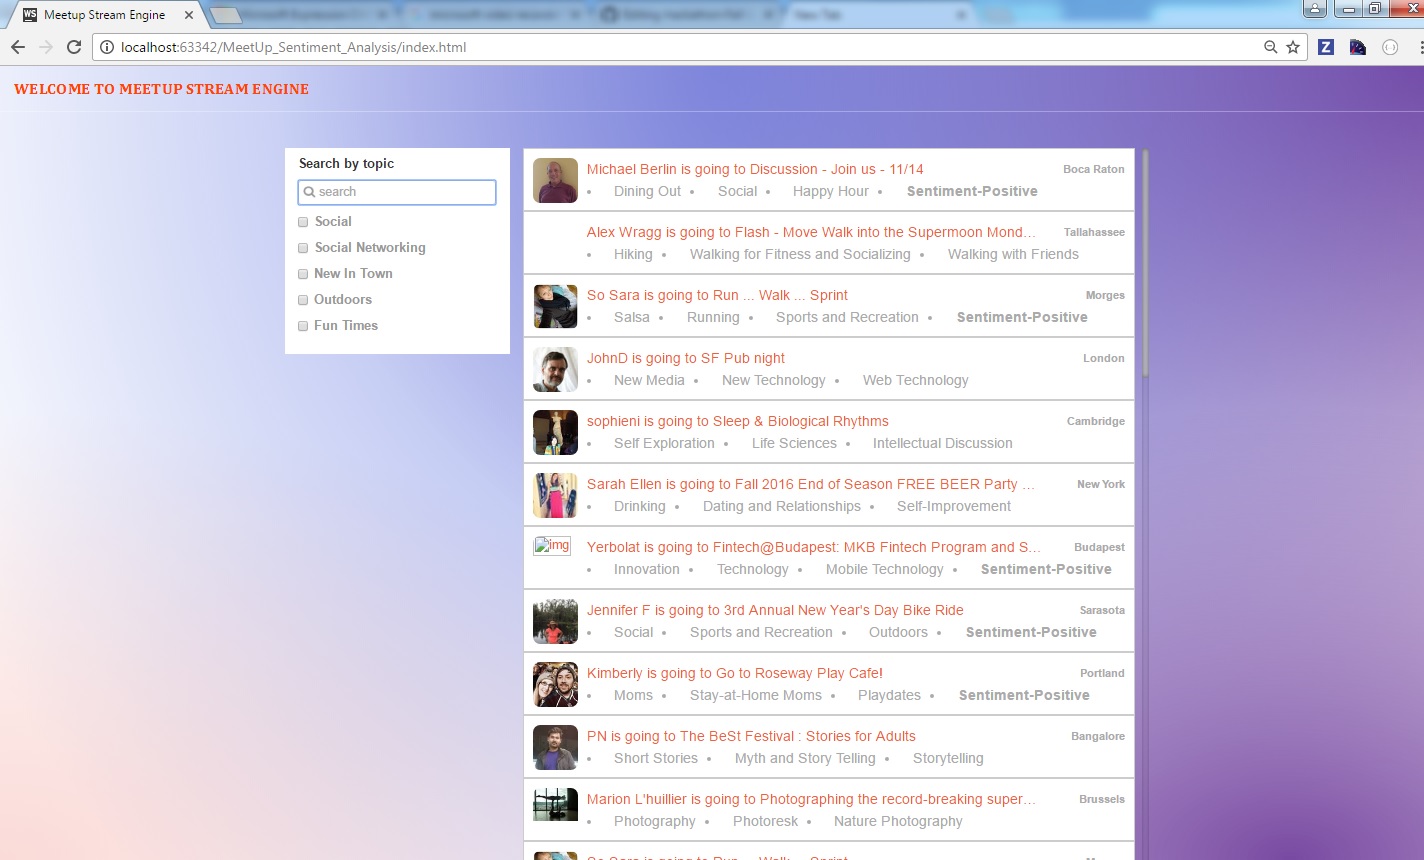 Meetup Stream Engine
localhost:63342/MeetUp_Sentiment_Analysis/index.html
WELCOME TO MEETUP STREAM ENGINE
Search by topic
search
Social
Social Networking
New In Town
Outdoors
Fun Times
Michael Berlin is going to Discussion - Join us - 11/14
Boca Raton
• Dining Out • Social • Happy Hour • Sentiment-Positive
Alex Wragg is going to Flash - Move Walk into the Supermoon Mond...
Tallahassee
• Hiking • Walking for Fitness and Socializing • Walking with Friends
So Sara is going to Run ... Walk ... Sprint
Morges
• Salsa • Running • Sports and Recreation • Sentiment-Positive
JohnD is going to SF Pub night
London
• New Media • New Technology • Web Technology
sophieni is going to Sleep & Biological Rhythms
Cambridge
• Self Exploration • Life Sciences • Intellectual Discussion
Sarah Ellen is going to Fall 2016 End of Season FREE BEER Party ...
New York
• Drinking • Dating and Relationships • Self-Improvement
img
Yerbolat is going to Fintech@Budapest: MKB Fintech Program and S...
Budapest
• Innovation • Technology • Mobile Technology • Sentiment-Positive
Jennifer F is going to 3rd Annual New Year's Day Bike Ride
Sarasota
• Social • Sports and Recreation • Outdoors • Sentiment-Positive
Kimberly is going to Go to Roseway Play Cafe!
Portland
• Moms • Stay-at-Home Moms • Playdates • Sentiment-Positive
PN is going to The BeSt Festival : Stories for Adults
Bangalore
• Short Stories • Myth and Story Telling • Storytelling
Marion L'huillier is going to Photographing the record-breaking super...
Brussels
• Photography • Photoresk • Nature Photography
So Sara is going to Run ... Walk ... Sprint